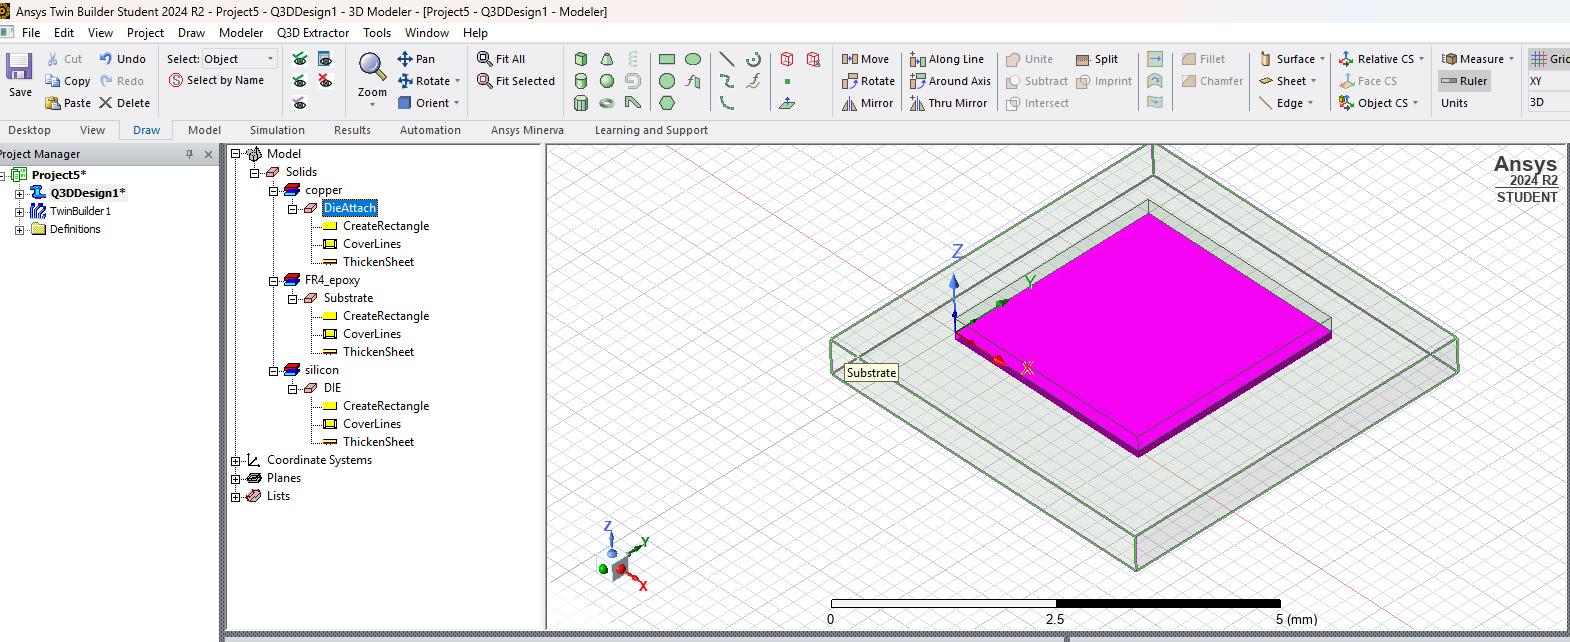 Ansys Twin Builder Student 2024 R2 - Project5 - Q3DDesign1 - 3D Modeler - [Project5 - Q3DDesign1 - Modeler]
File Edit View Project Draw Modeler Q3D Extractor Tools Window Help
Cut Undo Select: Object Pan Fit All Move Along Line Unite Split Fillet Surface Relative CS Measure Grid
Save Copy Redo Select by Name Zoom Rotate Fit Selected Rotate Around Axis Subtract Imprint Chamfer Sheet Face CS Ruler XY
Paste Delete Orient Mirror Thru Mirror Intersect Edge Object CS Units 3D
Desktop View Draw Model Simulation Results Automation Ansys Minerva Learning and Support
Project Manager
Project5*
Q3DDesign1*
TwinBuilder1
Definitions
Model
Solids
copper
DieAttach
CreateRectangle
CoverLines
ThickenSheet
FR4_epoxy
Substrate
CreateRectangle
CoverLines
ThickenSheet
silicon
DIE
CreateRectangle
CoverLines
ThickenSheet
Coordinate Systems
Planes
Lists
Ansys
2024 R2
STUDENT
Z
Y
X
Substrate
Z
Y
X
0 2.5 5 (mm)